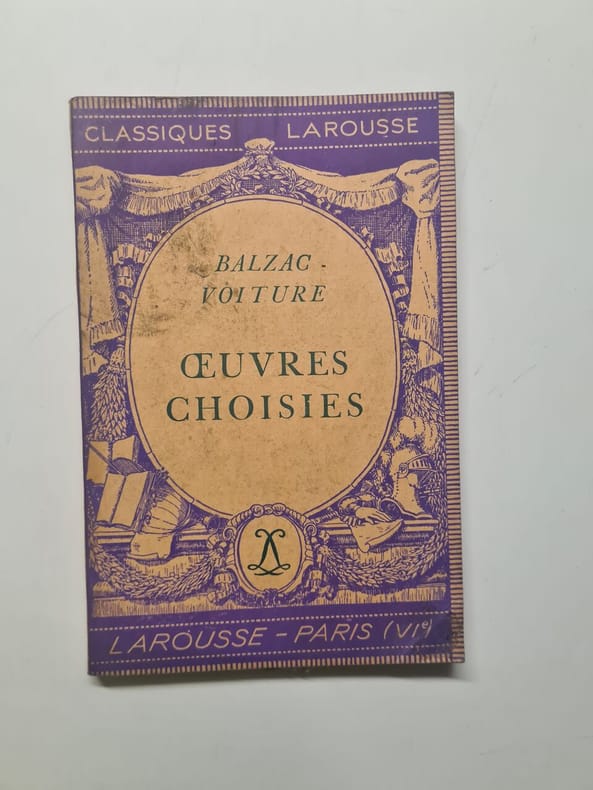 CLASSIQUES LAROUSSE
BALZAC -
VOITURE
ŒUVRES
CHOISIES
LAROUSSE - PARIS (VIe)